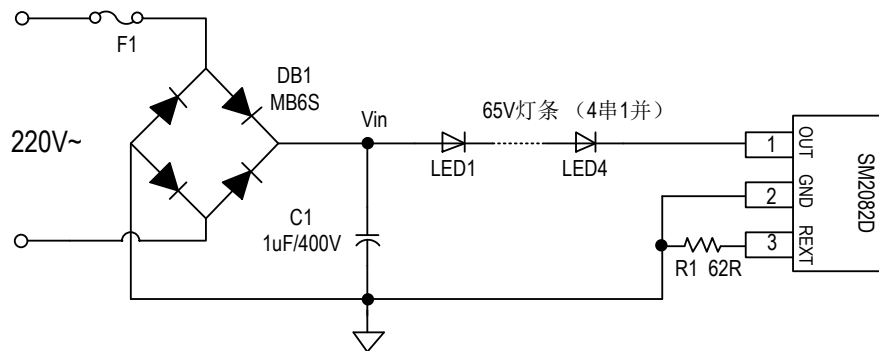 F1
DB1
MB6S
220V~
Vin
65V灯条 （4串1并）
LED1
LED4
C1
1uF/400V
1
OUT
2
GND
3
REXT
SM2082D
R1 62R